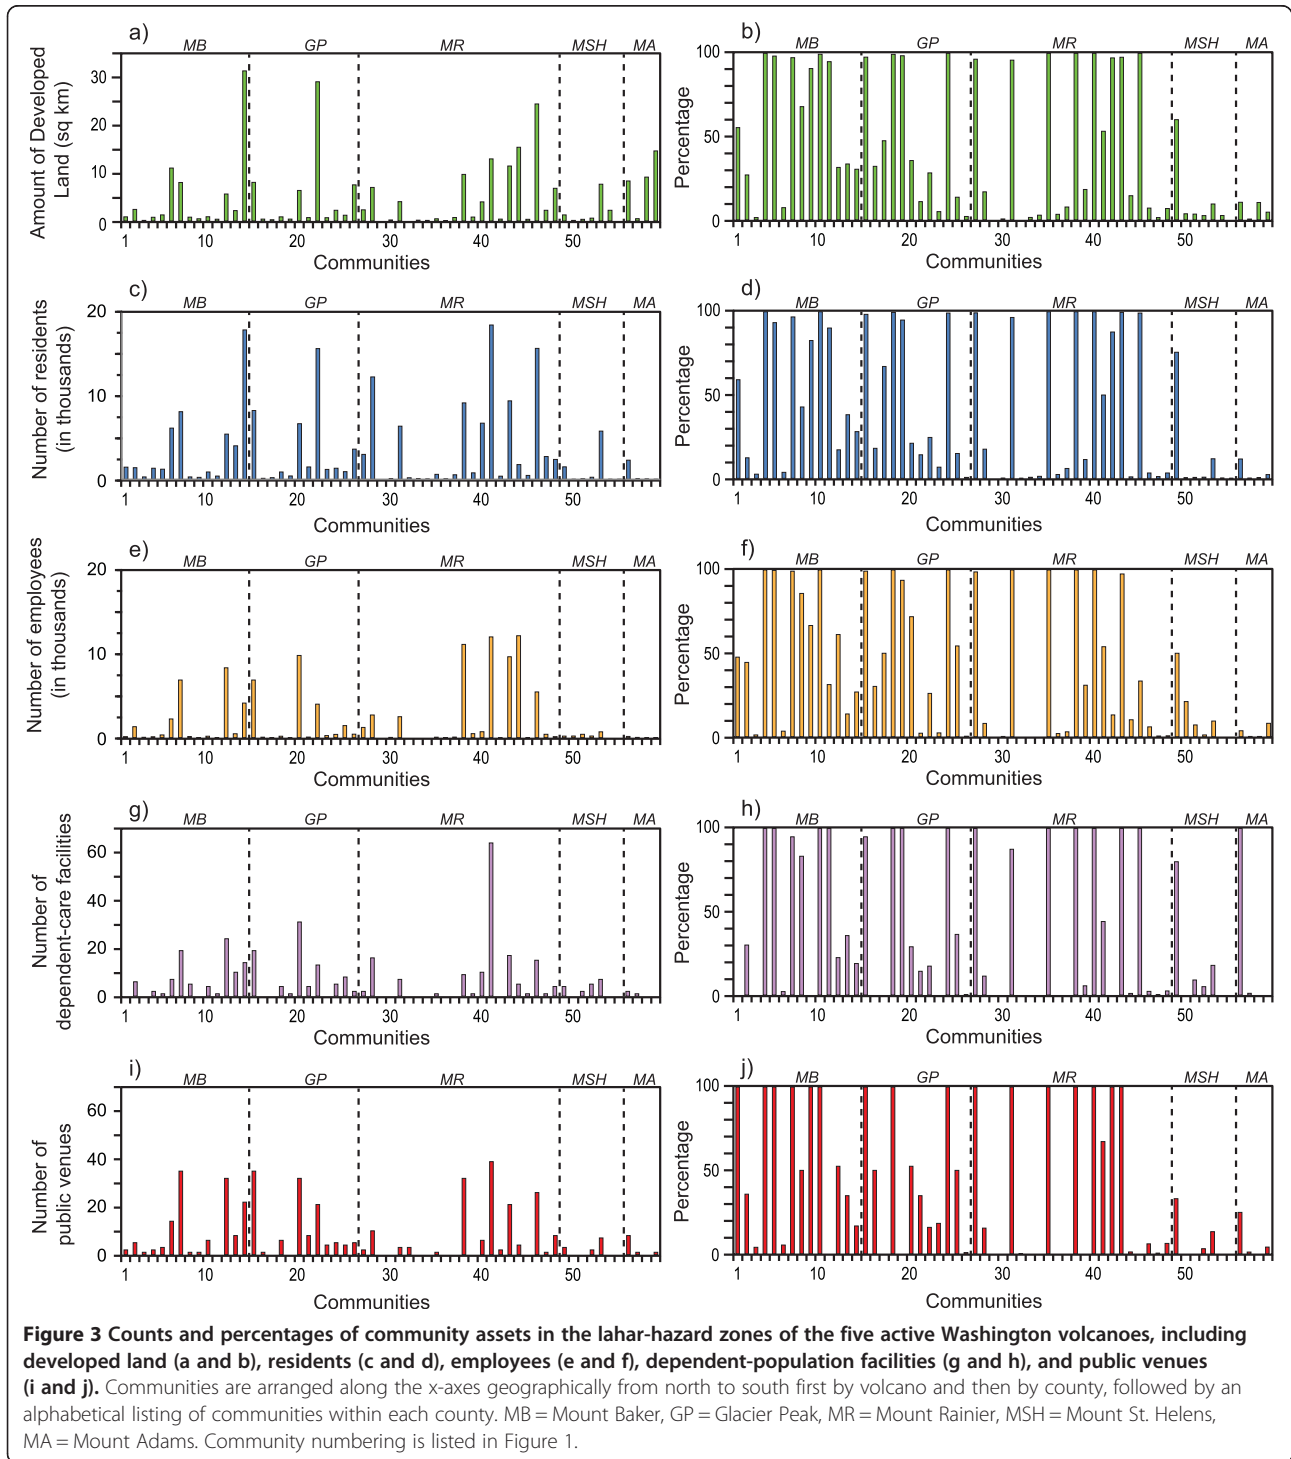 a)
MB GP MR MSH MA
Amount of Developed
Land (sq km)
30
20
10
0
1 10 20 30 40 50
Communities
b)
MB GP MR MSH MA
Percentage
100
50
0
1 10 20 30 40 50
Communities
c)
MB GP MR MSH MA
Number of residents
(in thousands)
20
10
0
1 10 20 30 40 50
Communities
d)
MB GP MR MSH MA
Percentage
100
50
0
1 10 20 30 40 50
Communities
e)
MB GP MR MSH MA
Number of employees
(in thousands)
20
10
0
1 10 20 30 40 50
Communities
f)
MB GP MR MSH MA
Percentage
100
50
0
1 10 20 30 40 50
Communities
g)
MB GP MR MSH MA
Number of
dependent-care facilities
60
40
20
0
1 10 20 30 40 50
Communities
h)
MB GP MR MSH MA
Percentage
100
50
0
1 10 20 30 40 50
Communities
i)
MB GP MR MSH MA
Number of
public venues
60
40
20
0
1 10 20 30 40 50
Communities
j)
MB GP MR MSH MA
Percentage
100
50
0
1 10 20 30 40 50
Communities
Figure 3 Counts and percentages of community assets in the lahar-hazard zones of the five active Washington volcanoes, including
developed land (a and b), residents (c and d), employees (e and f), dependent-population facilities (g and h), and public venues
(i and j). Communities are arranged along the x-axes geographically from north to south first by volcano and then by county, followed by an
alphabetical listing of communities within each county. MB = Mount Baker, GP = Glacier Peak, MR = Mount Rainier, MSH = Mount St. Helens,
MA = Mount Adams. Community numbering is listed in Figure 1.